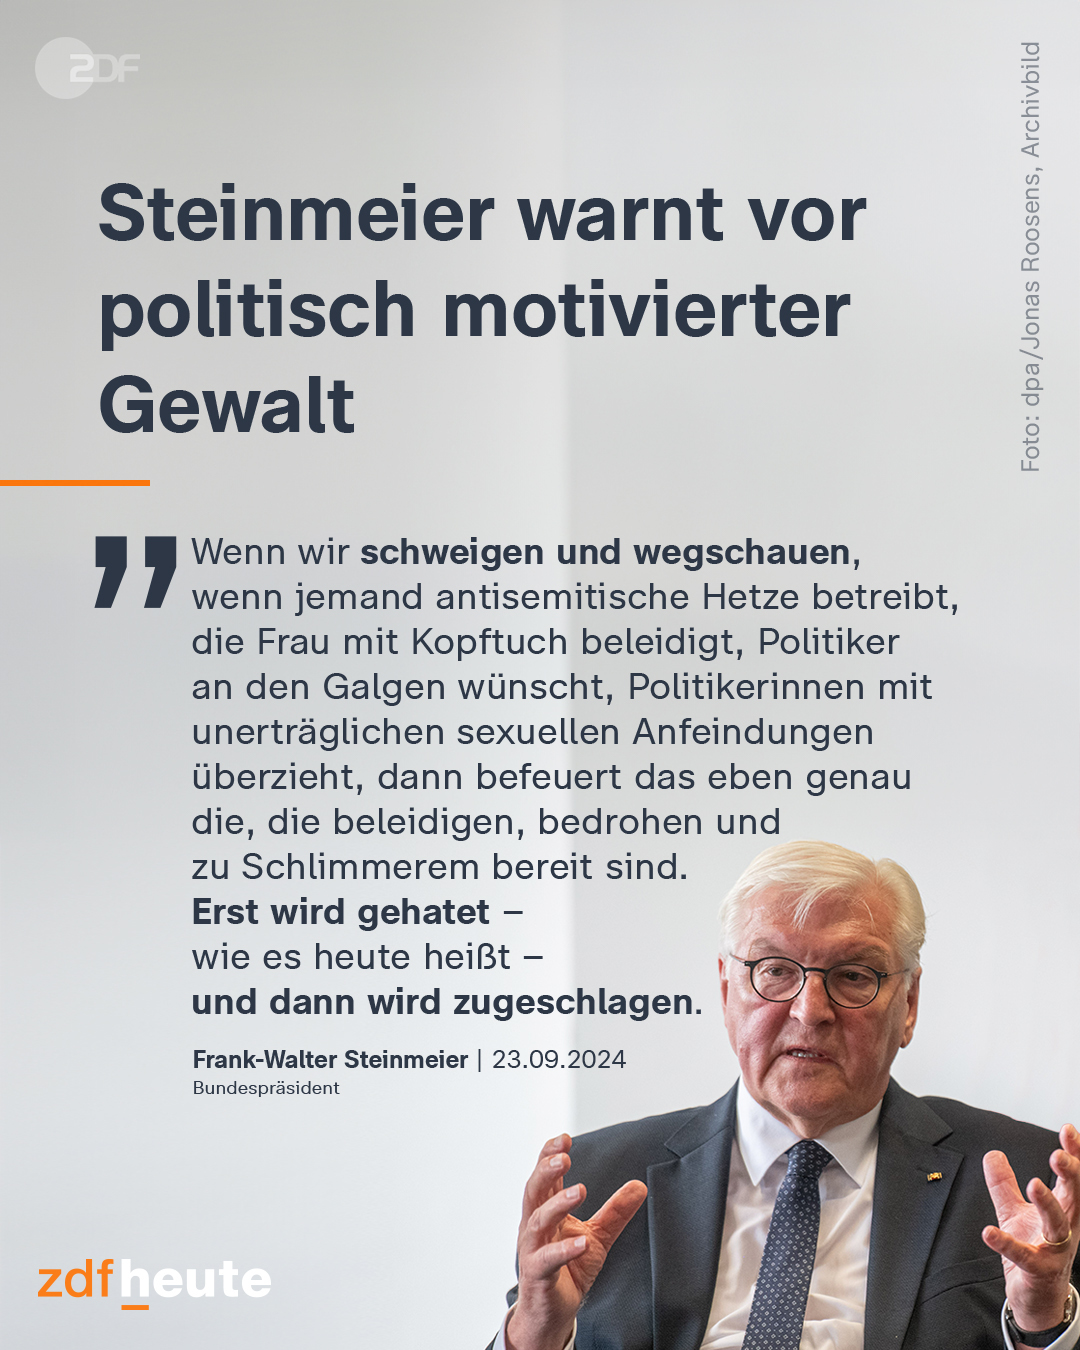 ZDF
Foto: dpa/Jonas Roosens, Archivbild
Steinmeier warnt vor
politisch motivierter
Gewalt
” Wenn wir schweigen und wegschauen,
wenn jemand antisemitische Hetze betreibt,
die Frau mit Kopftuch beleidigt, Politiker
an den Galgen wünscht, Politikerinnen mit
unerträglichen sexuellen Anfeindungen
überzieht, dann befeuert das eben genau
die, die beleidigen, bedrohen und
zu Schlimmerem bereit sind.
Erst wird gehatet –
wie es heute heißt –
und dann wird zugeschlagen.
Frank-Walter Steinmeier | 23.09.2024
Bundespräsident
zdfheute